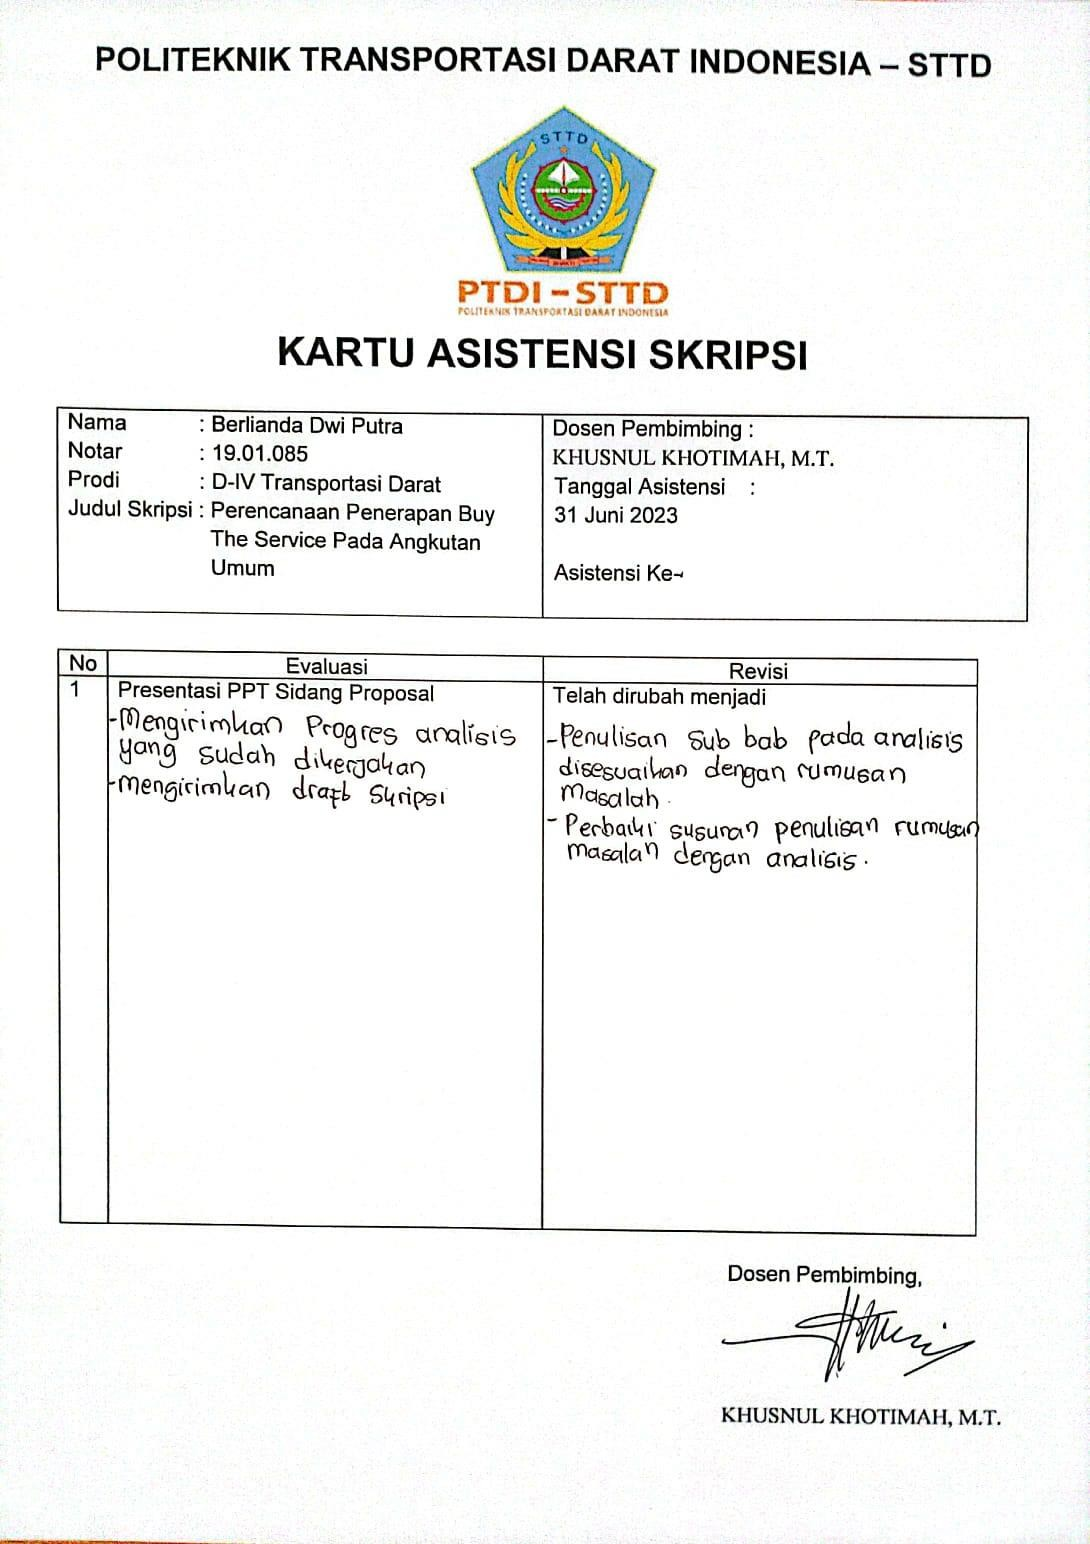 POLITEKNIK TRANSPORTASI DARAT INDONESIA – STTD
STTD
PTDI – STTD
POLITEKNIK TRANSPORTASI DARAT INDONESIA
KARTU ASISTENSI SKRIPSI
Nama : Berlianda Dwi Putra
Notar : 19.01.085
Prodi : D-IV Transportasi Darat
Judul Skripsi : Perencanaan Penerapan Buy
The Service Pada Angkutan
Umum
Dosen Pembimbing :
KHUSNUL KHOTIMAH, M.T.
Tanggal Asistensi :
31 Juni 2023
Asistensi Ke-
No Evaluasi Revisi
1 Presentasi PPT Sidang Proposal
-Mengirimkan Progres analisis
yang sudah dikerjakan
-mengirimkan draft skripsi
Telah dirubah menjadi
-Penulisan sub bab pada analisis
disesuaikan dengan rumusan
masalah.
- Perbaiki susunan penulisan rumusan
masalah dengan analisis.
Dosen Pembimbing,
KHUSNUL KHOTIMAH, M.T.